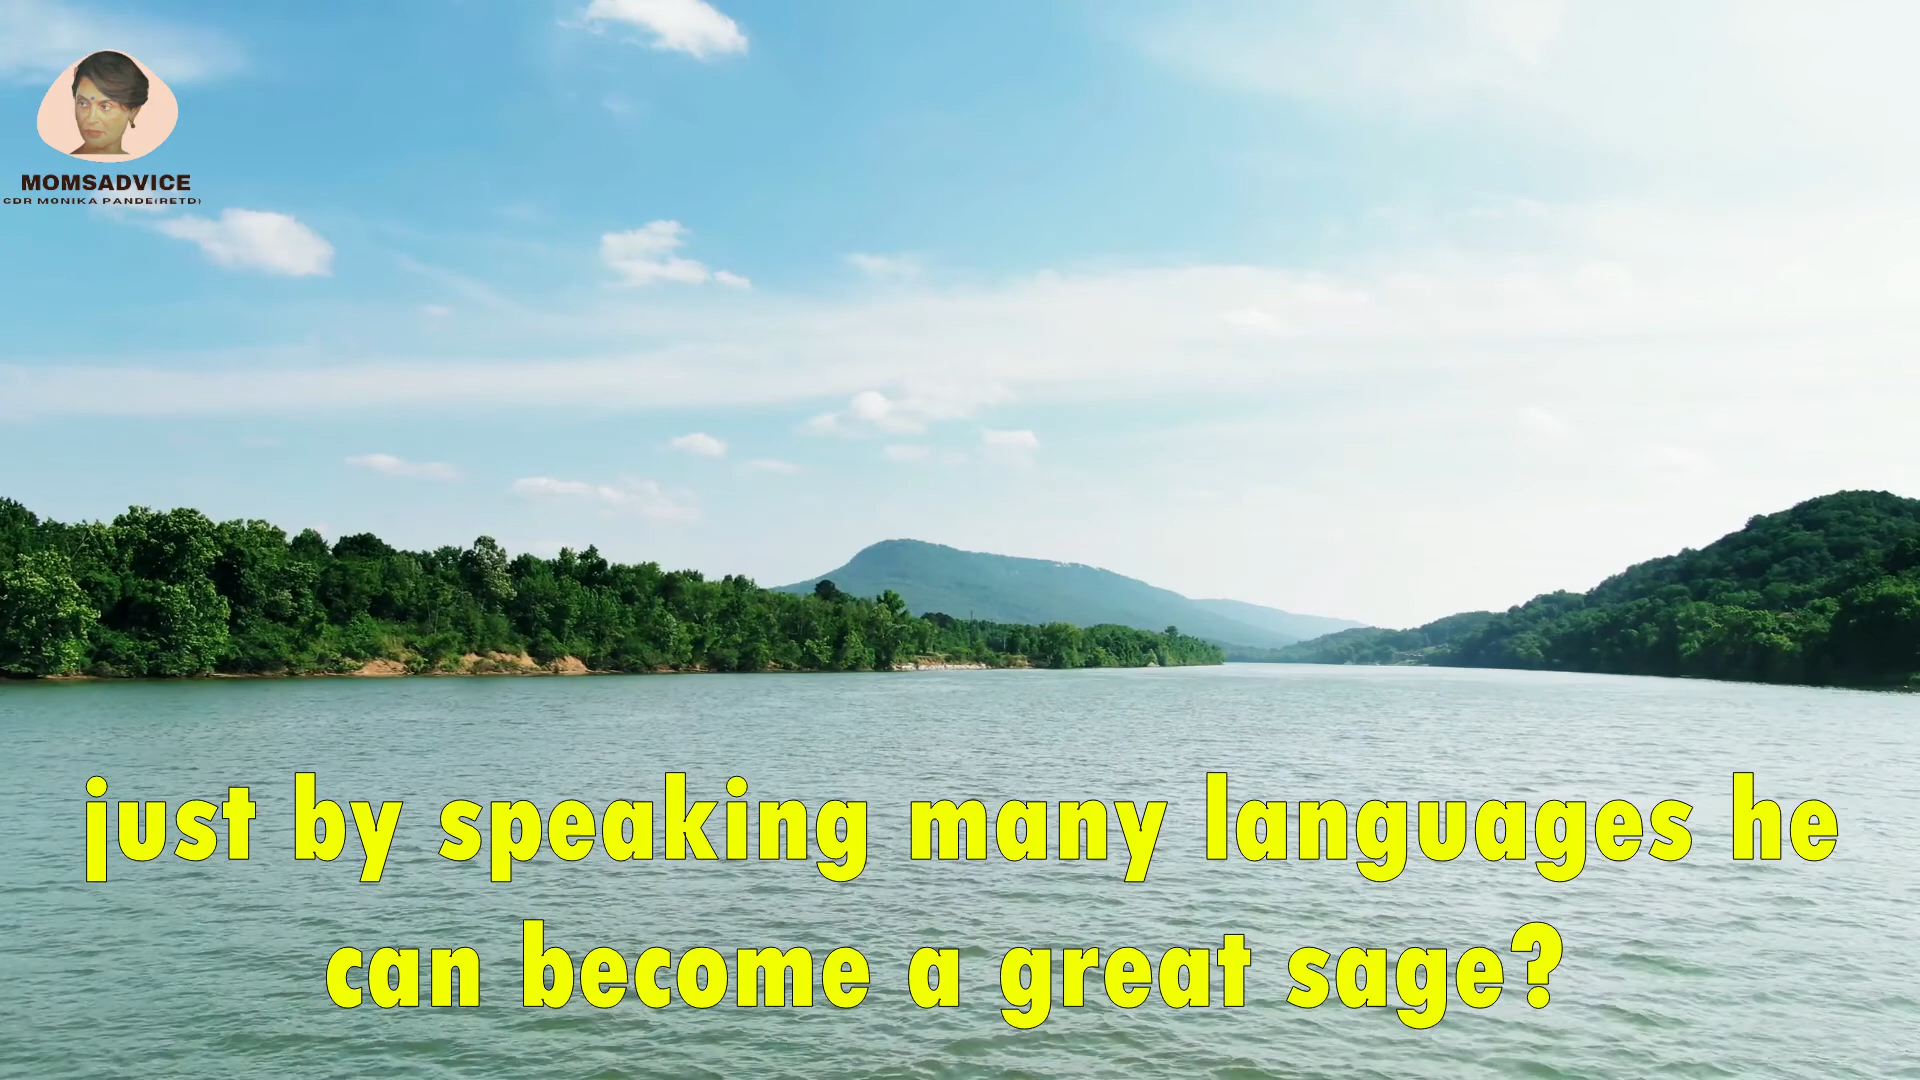 MOMSADVICE
CDR MONIKA PANDE(RETD)
just by speaking many languages he
can become a great sage?